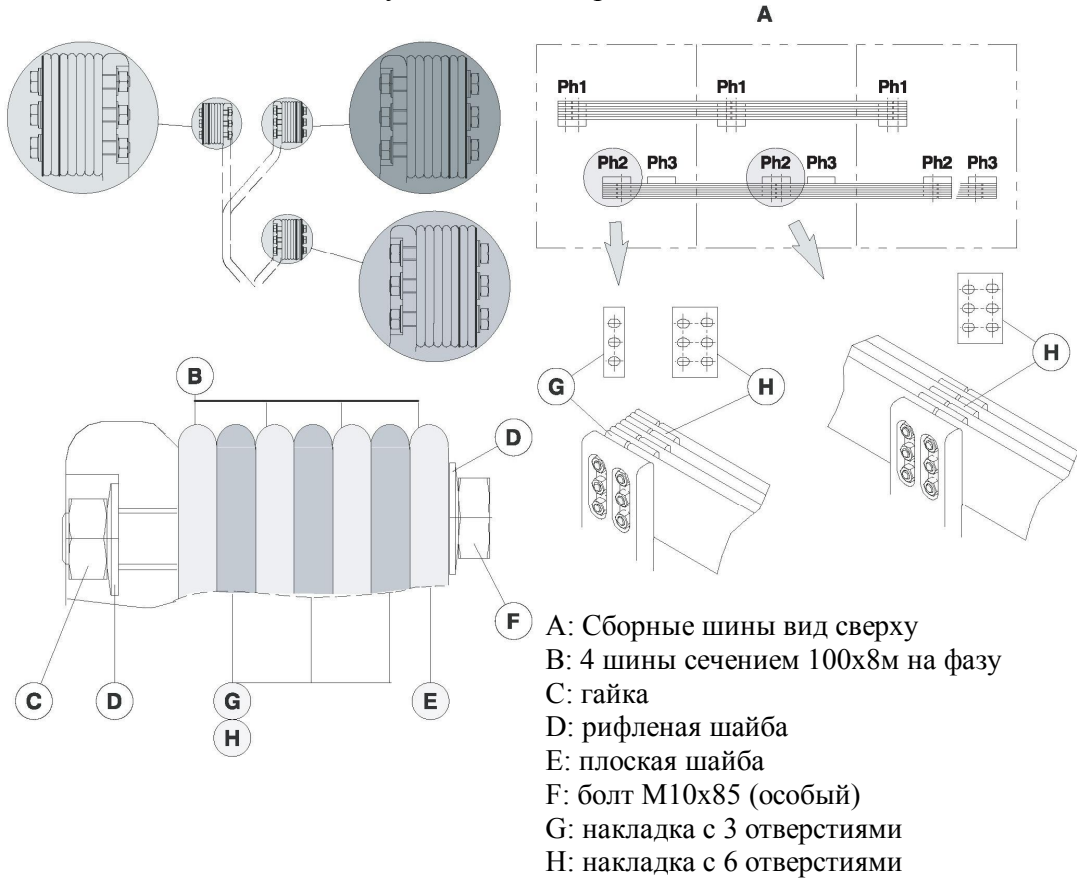 A
Ph1 Ph1 Ph1
Ph2 Ph3 Ph2 Ph3 Ph2 Ph3
G H H
B
D
F
C D G E
H
A: Сборные шины вид сверху
B: 4 шины сечением 100x8м на фазу
C: гайка
D: рифленая шайба
E: плоская шайба
F: болт М10х85 (особый)
G: накладка с 3 отверстиями
H: накладка с 6 отверстиями